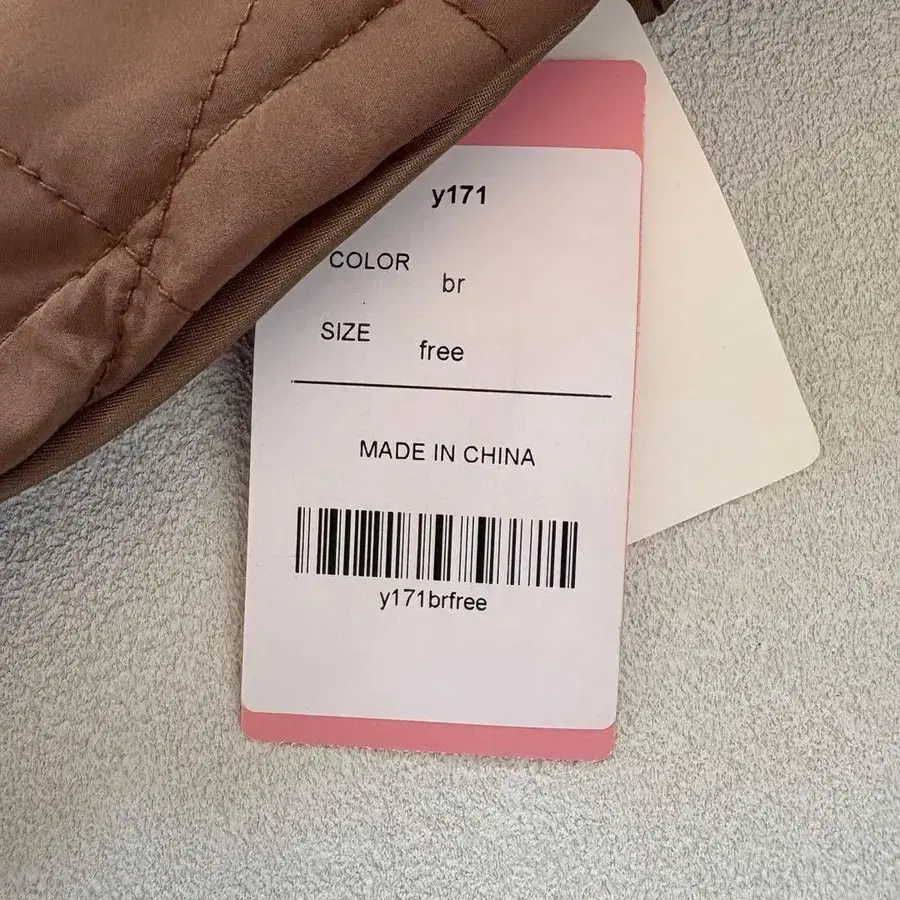 y171
COLOR
br
SIZE
free
MADE IN CHINA
y171brfree